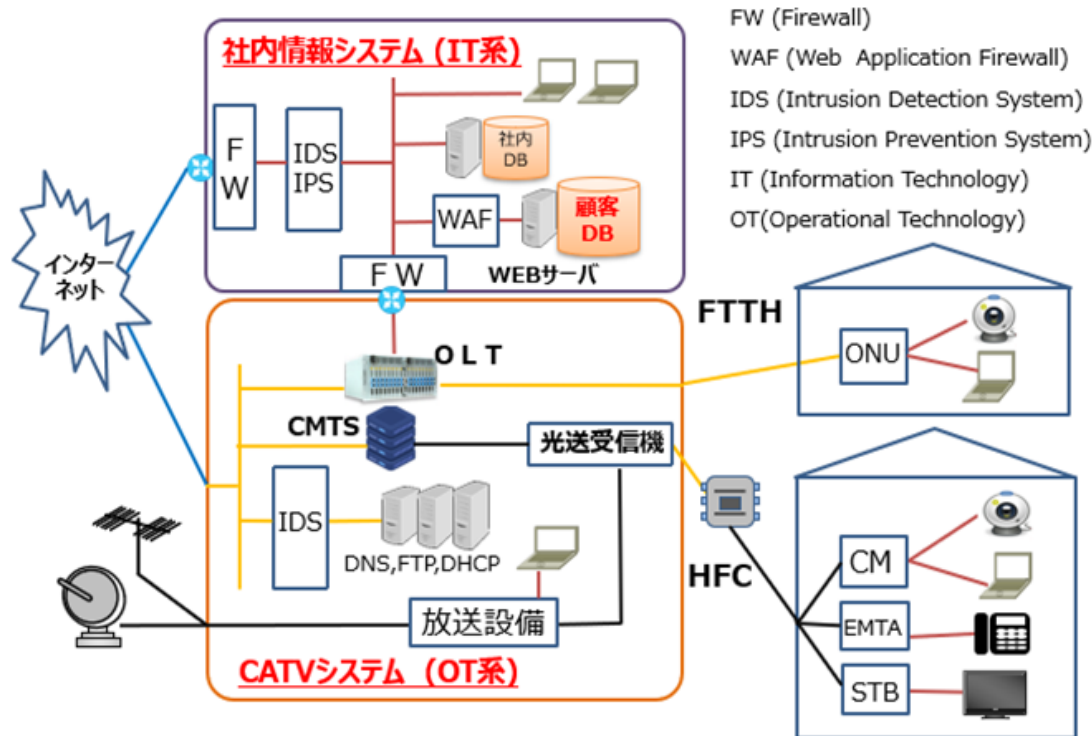 FW (Firewall)
WAF (Web  Application Firewall)
IDS (Intrusion Detection System)
IPS (Intrusion Prevention System)
IT (Information Technology)
OT(Operational Technology)
社内情報システム (IT系)
F
W
IDS
IPS
社内
DB
WAF
顧客
DB
WEBサーバ
FW
インター
ネット
OLT
CMTS
光送受信機
IDS
DNS,FTP,DHCP
放送設備
CATVシステム (OT系)
FTTH
ONU
HFC
CM
EMTA
STB